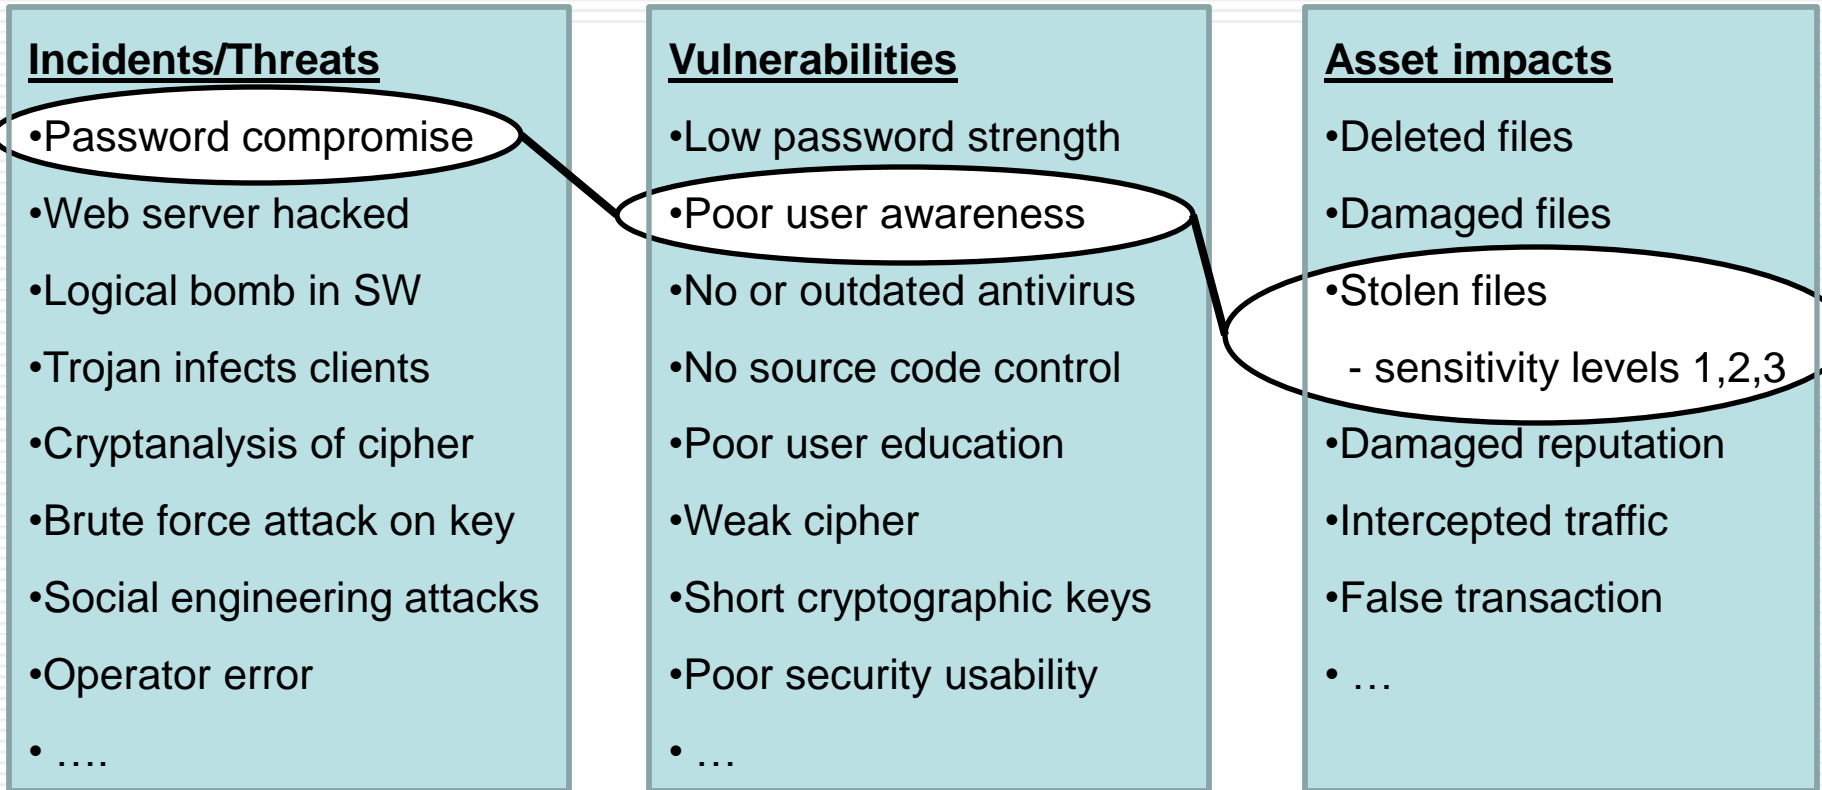 Incidents/Threats
•Password compromise
•Web server hacked
•Logical bomb in SW
•Trojan infects clients
•Cryptanalysis of cipher
•Brute force attack on key
•Social engineering attacks
•Operator error
• ….
Vulnerabilities
•Low password strength
•Poor user awareness
•No or outdated antivirus
•No source code control
•Poor user education
•Weak cipher
•Short cryptographic keys
•Poor security usability
• …
Asset impacts
•Deleted files
•Damaged files
•Stolen files
- sensitivity levels 1,2,3
•Damaged reputation
•Intercepted traffic
•False transaction
• …